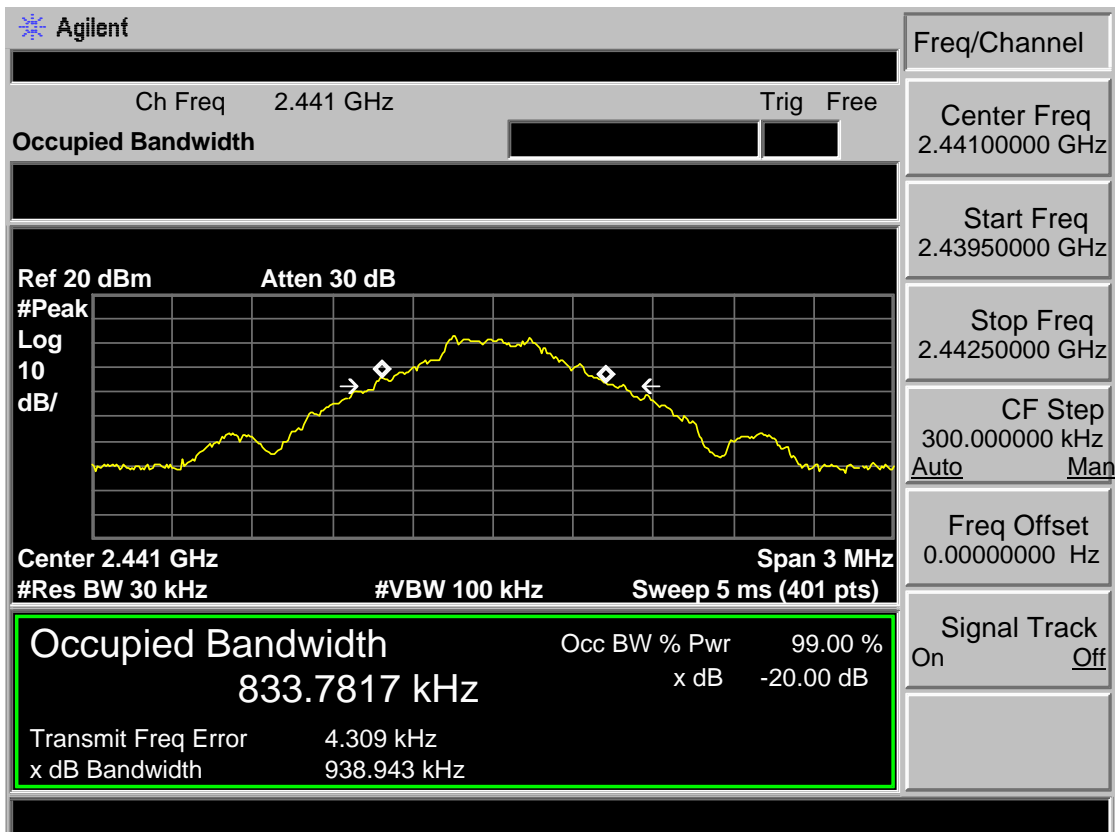 Agilent
Freq/Channel
Ch Freq 2.441 GHz Trig Free
Occupied Bandwidth
Center Freq
2.44100000 GHz
Start Freq
2.43950000 GHz
Stop Freq
2.44250000 GHz
CF Step
300.000000 kHz
Auto Man
Freq Offset
0.00000000 Hz
Signal Track
On Off
Ref 20 dBm Atten 30 dB
#Peak
Log
10
dB/
Center 2.441 GHz Span 3 MHz
#Res BW 30 kHz #VBW 100 kHz Sweep 5 ms (401 pts)
Occupied Bandwidth Occ BW % Pwr 99.00 %
833.7817 kHz x dB -20.00 dB
Transmit Freq Error 4.309 kHz
x dB Bandwidth 938.943 kHz